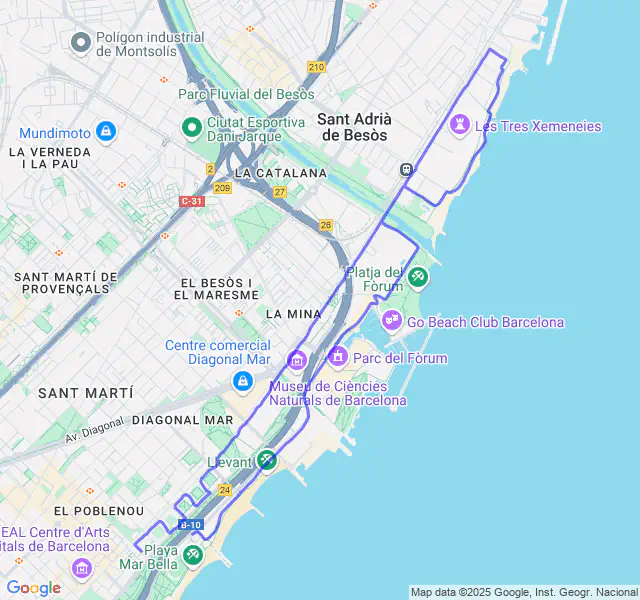 Polígon industrial
de Montsolís
210
Parc Fluvial del Besòs
Sant Adrià
de Besòs
Ciutat Esportiva
Dani Jarque
Les Tres Xemeneies
Mundimoto
LA VERNEDA
I LA PAU
2
LA CATALANA
209
27
C-31
26
SANT MARTÍ DE
PROVENÇALS
EL BESÒS I
EL MARESME
Platja del
Fòrum
LA MINA
Go Beach Club Barcelona
Centre comercial
Diagonal Mar
Parc del Fòrum
Museu de Ciències
Naturals de Barcelona
SANT MARTÍ
DIAGONAL MAR
Av. Diagonal
Llevant
24
EL POBLENOU
B-10
EAL Centre d'Arts
itals de Barcelona
Playa
Mar Bella
Google
Map data ©2025 Google, Inst. Geogr. Nacional